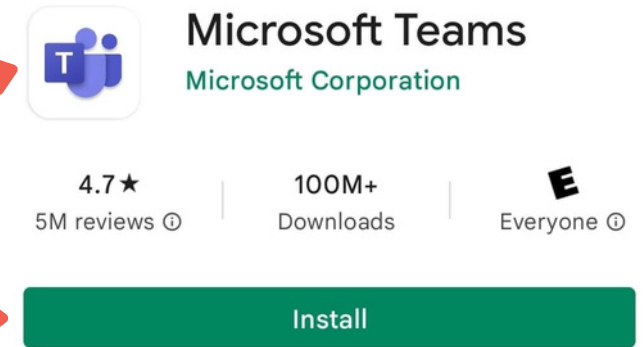 Microsoft Teams
T
Microsoft Corporation
4.7★ 100M+ E
5M reviews ⓘ Downloads Everyone ⓘ
Install